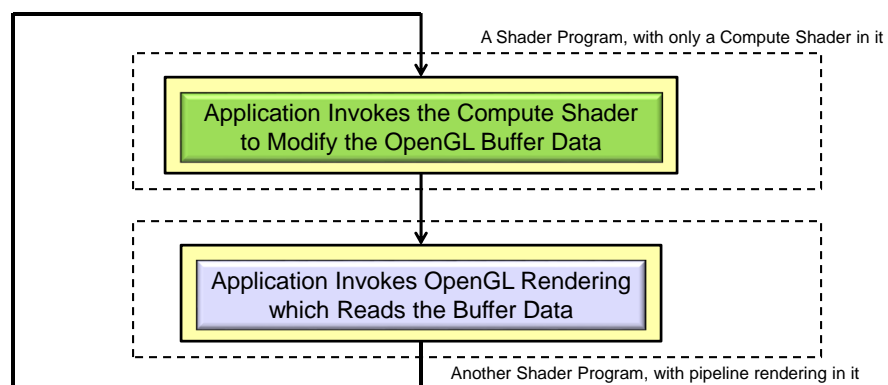 A Shader Program, with only a Compute Shader in it
Application Invokes the Compute Shader
to Modify the OpenGL Buffer Data
Application Invokes OpenGL Rendering
which Reads the Buffer Data
Another Shader Program, with pipeline rendering in it